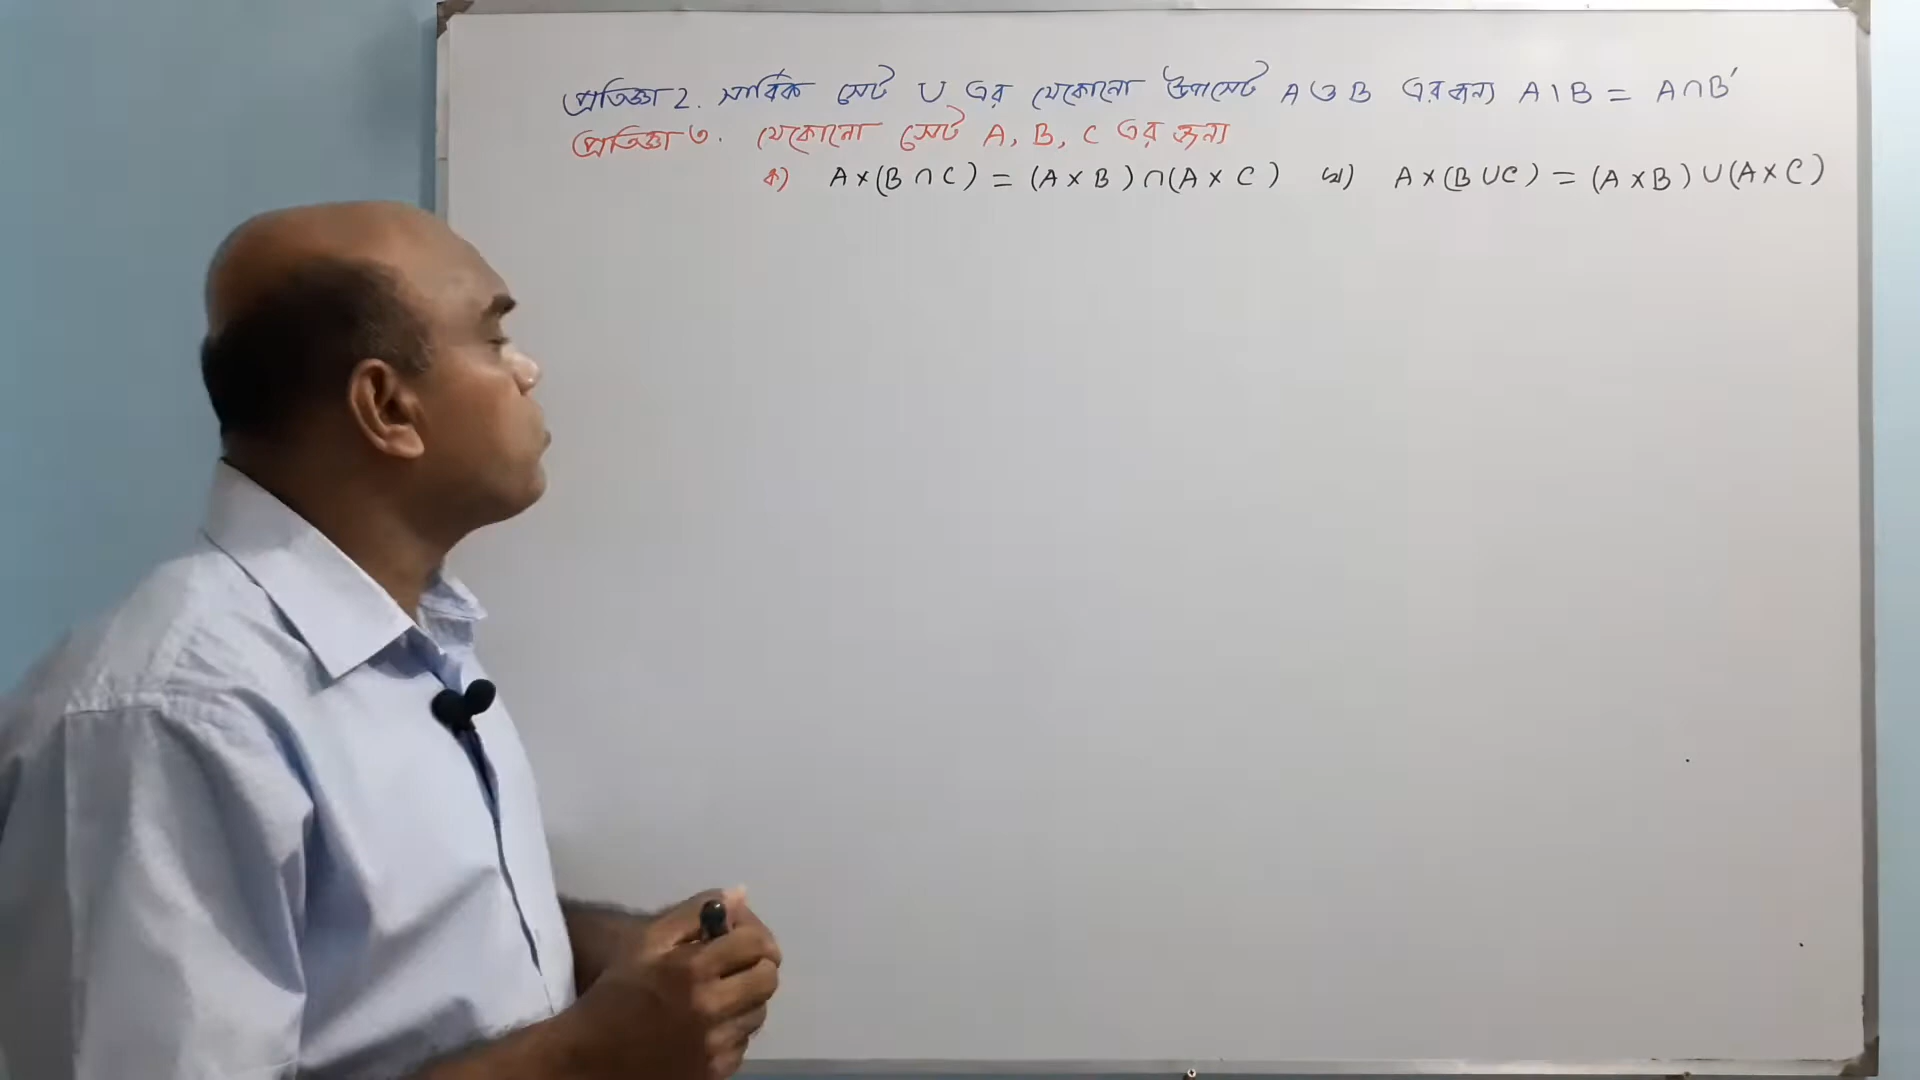 প্রতিজ্ঞা 2. সার্বিক সেট U এর যেকোনো উপসেট A ও B এর জন্য A \ B = A ∩ B′
প্রতিজ্ঞা ৩. যেকোনো সেট A, B, C এর জন্য
ক) A × (B ∩ C) = (A × B) ∩ (A × C) খ) A × (B ∪ C) = (A × B) ∪ (A × C)